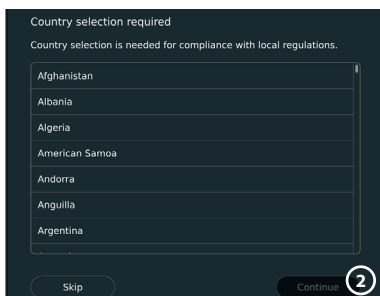 Country selection required
Country selection is needed for compliance with local regulations.
Afghanistan
Albania
Algeria
American Samoa
Andorra
Anguilla
Argentina
Skip
Continue
2